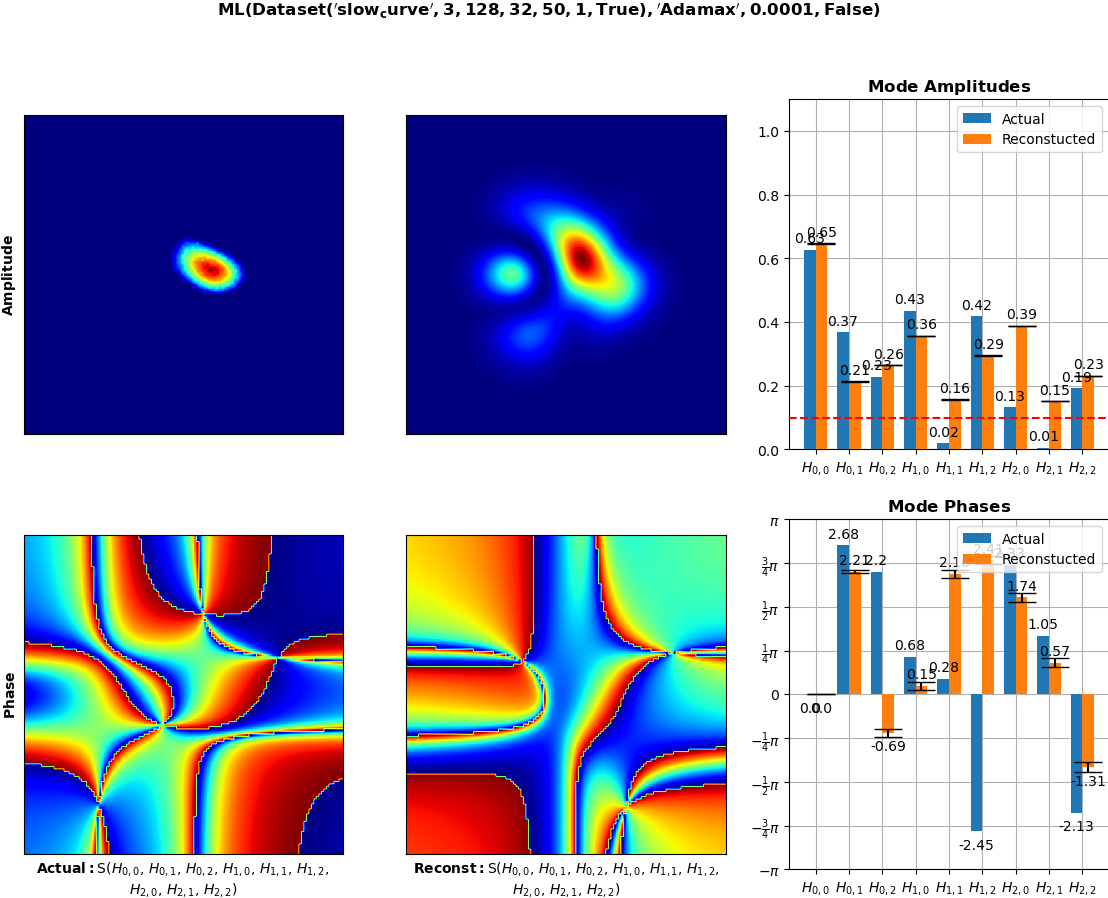 ML(Dataset('slow_curve', 3, 128, 32, 50, 1, True), 'Adamax', 0.0001, False)
Amplitude
Mode Amplitudes
Actual
Reconstucted
1.0
0.8
0.6
0.4
0.2
0.0
0.63
0.65
0.37
0.21
0.23
0.26
0.43
0.36
0.02
0.16
0.42
0.29
0.13
0.39
0.01
0.15
0.19
0.23
H0,0 H0,1 H0,2 H1,0 H1,1 H1,2 H2,0 H2,1 H2,2
Phase
Actual: S(H0,0, H0,1, H0,2, H1,0, H1,1, H1,2,
H2,0, H2,1, H2,2)
Reconst: S(H0,0, H0,1, H0,2, H1,0, H1,1, H1,2,
H2,0, H2,1, H2,2)
Mode Phases
Actual
Reconstucted
π
3/4π
1/2π
1/4π
0
−1/4π
−1/2π
−3/4π
−π
0.0
0.0
2.68
2.21
2.2
-0.69
0.68
0.15
0.28
-2.45
1.74
1.05
0.57
-2.13
-1.31
H0,0 H0,1 H0,2 H1,0 H1,1 H1,2 H2,0 H2,1 H2,2